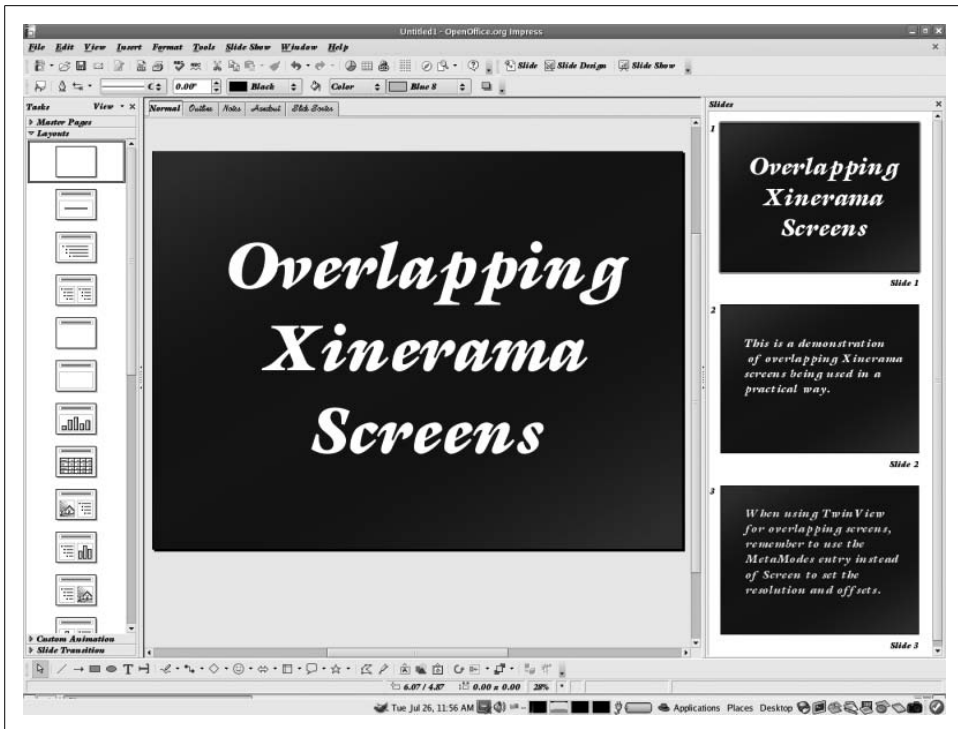 Untitled1 - OpenOffice.org Impress
File Edit View Insert Format Tools Slide Show Window Help
Slide Slide Design Slide Show
0.00" Black Color Blue 8
Tasks View
Master Pages
Layouts
Normal Outline Notes Handout Slide Sorter
Overlapping
Xinerama
Screens
Custom Animation
Slide Transition
Slides
1
Overlapping
Xinerama
Screens
Slide 1
2
This is a demonstration
of overlapping Xinerama
screens being used in a
practical way.
Slide 2
3
When using TwinView
for overlapping screens,
remember to use the
MetaModes entry instead
of Screen to set the
resolution and offsets.
Slide 3
6.07 / 4.87 0.00 x 0.00 28% *
Tue Jul 26, 11:56 AM Applications Places Desktop